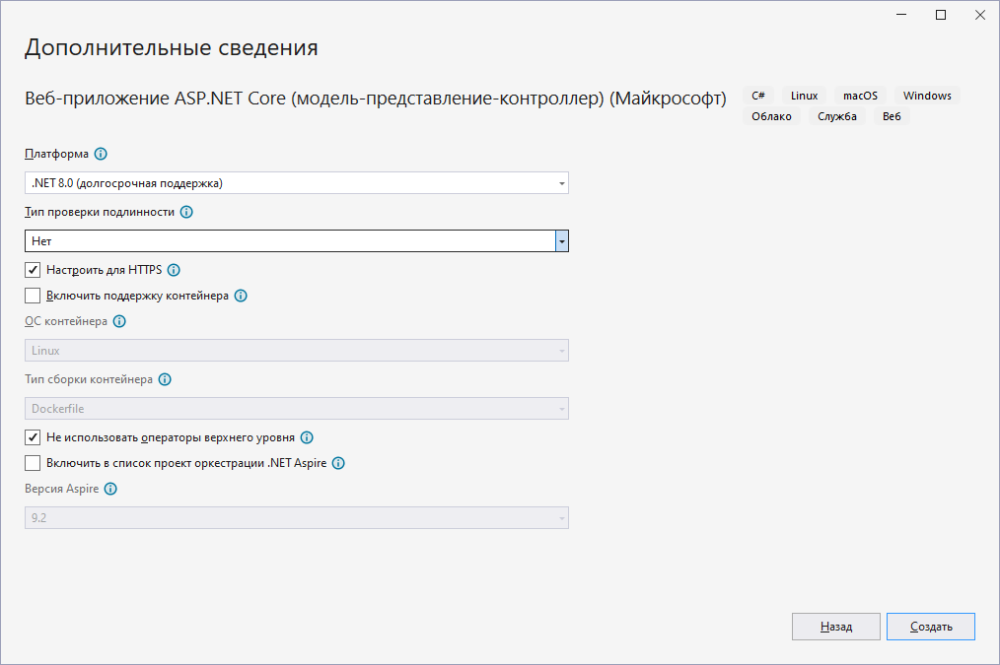 Дополнительные сведения
Веб-приложение ASP.NET Core (модель-представление-контроллер) (Майкрософт)
C# Linux macOS Windows
Облако Служба Веб
Платформа
.NET 8.0 (долгосрочная поддержка)
Тип проверки подлинности
Нет
Настроить для HTTPS
Включить поддержку контейнера
ОС контейнера
Linux
Тип сборки контейнера
Dockerfile
Не использовать операторы верхнего уровня
Включить в список проект оркестрации .NET Aspire
Версия Aspire
9.2
Назад Создать